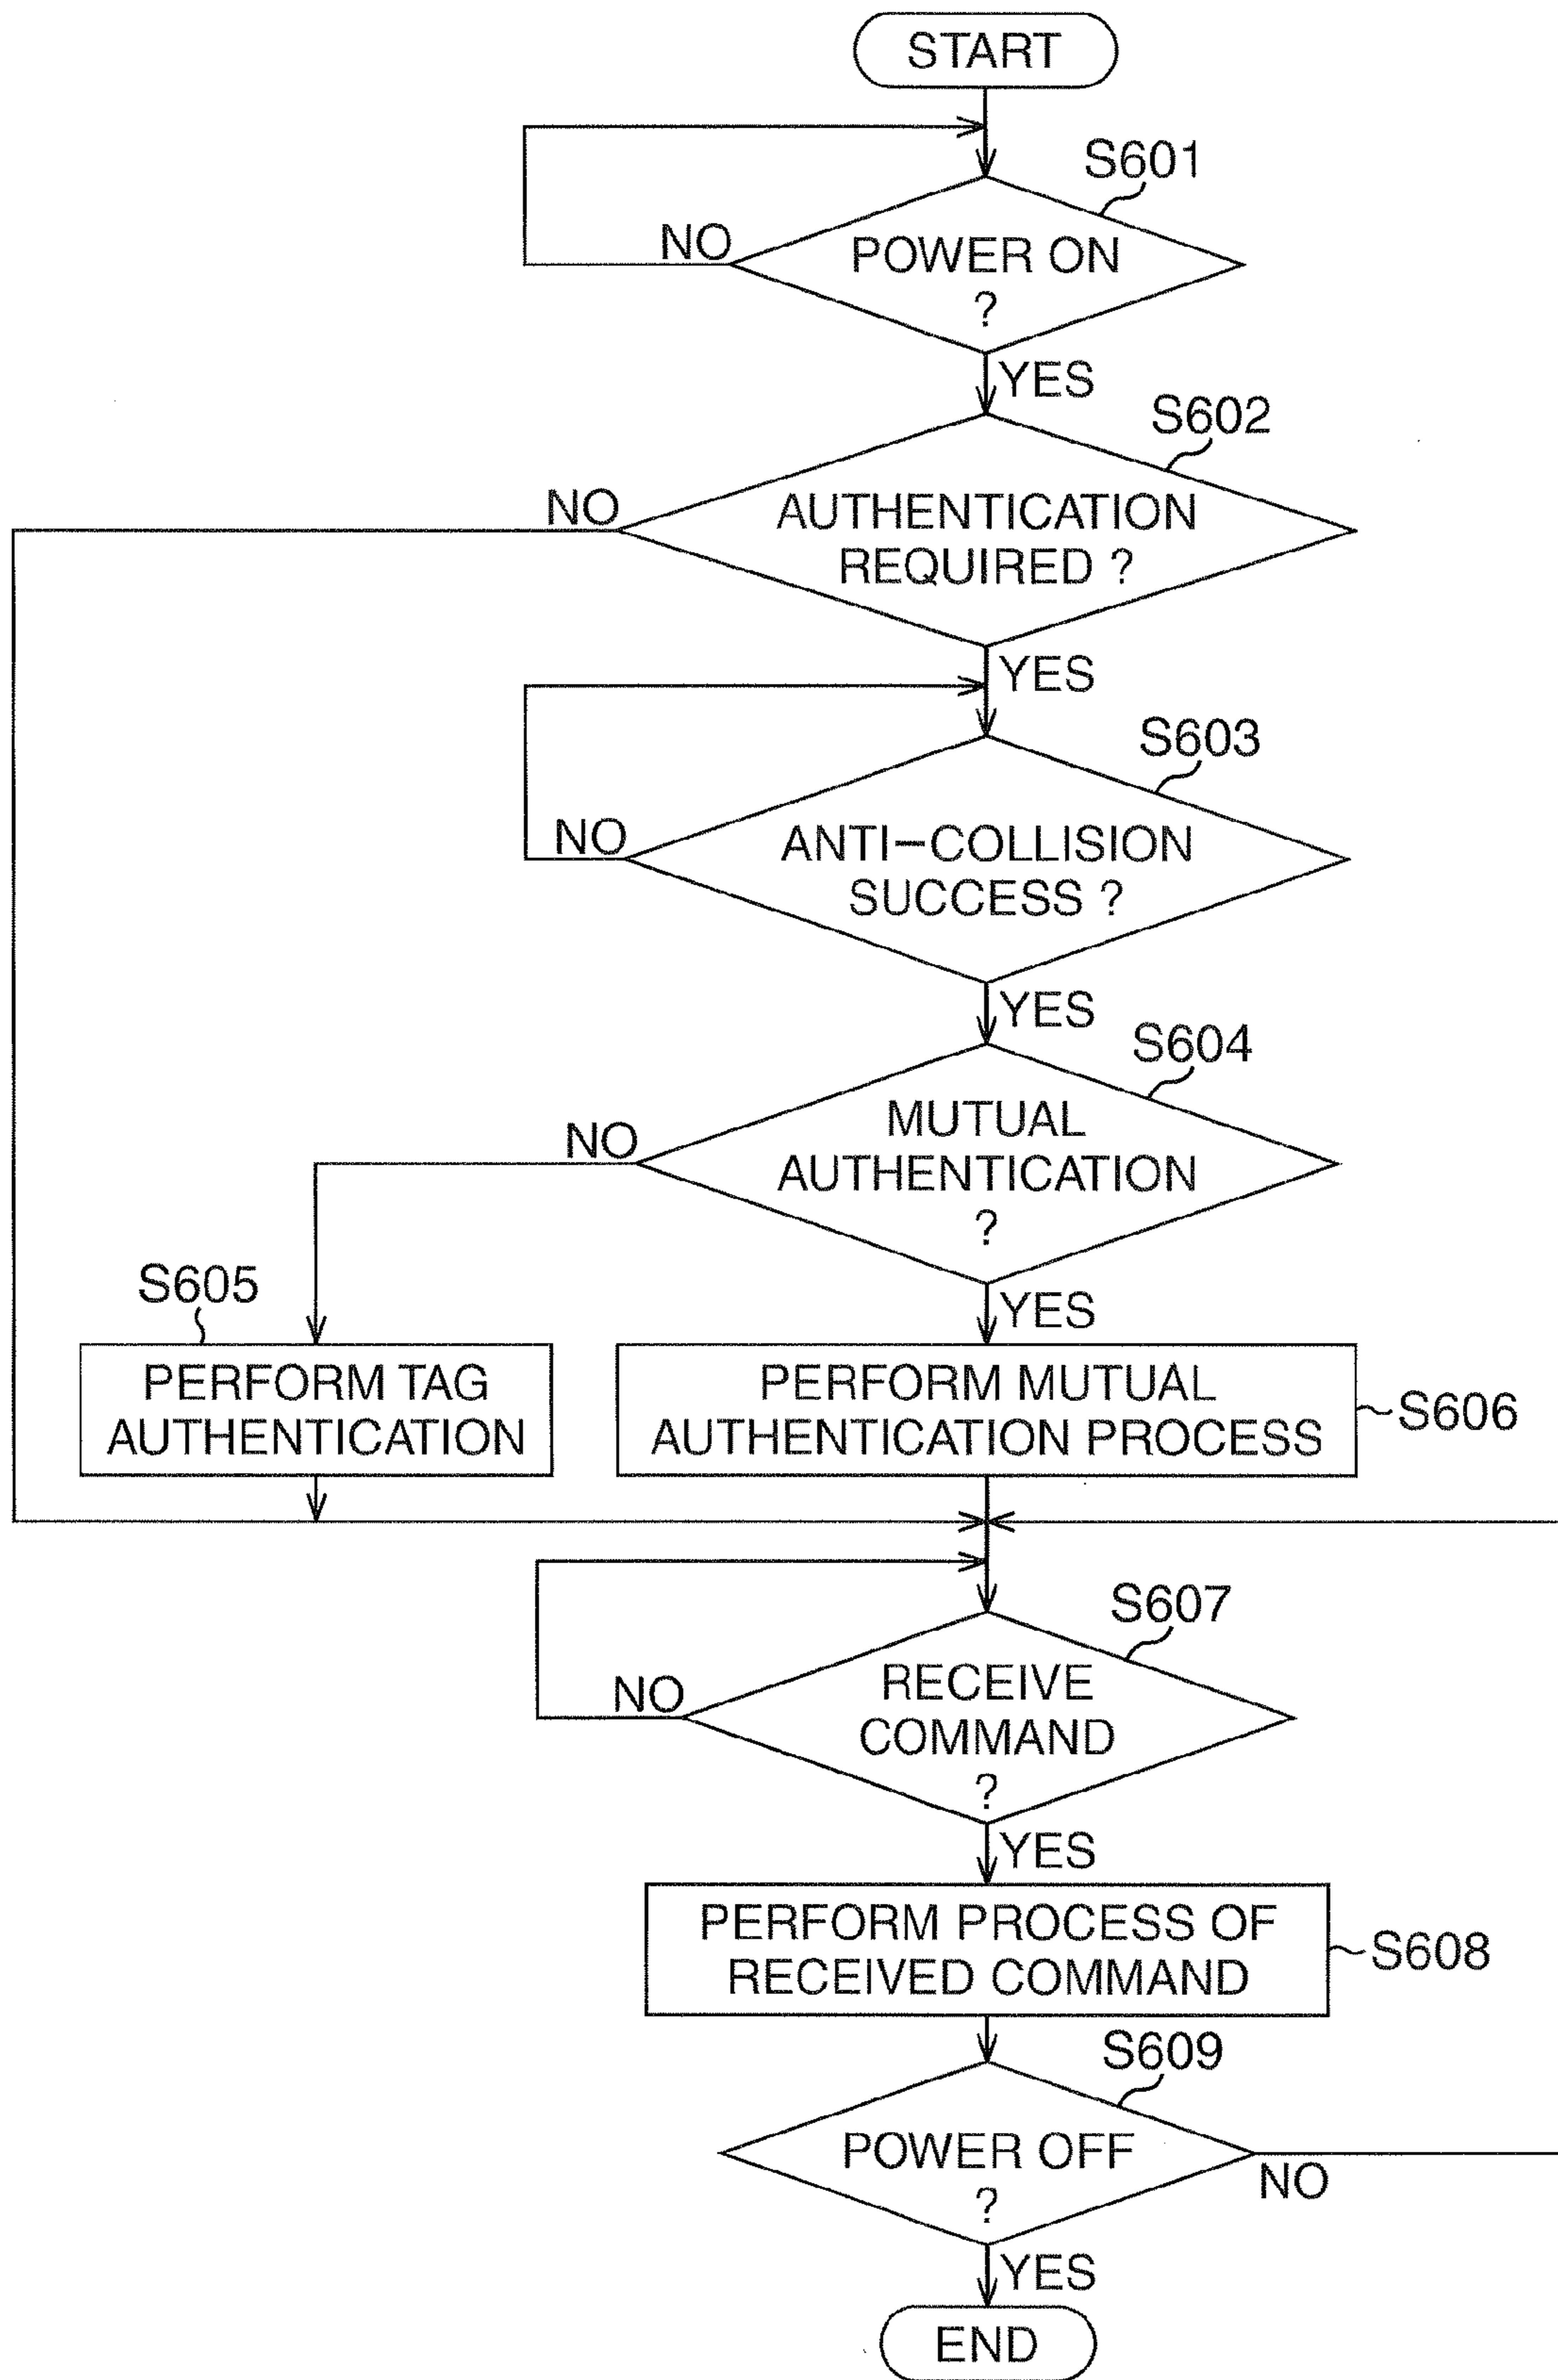 START
S601
NO
POWER ON
?
YES
S602
NO
AUTHENTICATION
REQUIRED ?
YES
S603
NO
ANTI-COLLISION
SUCCESS ?
YES
S604
NO
MUTUAL
AUTHENTICATION
?
YES
S605
PERFORM TAG
AUTHENTICATION
PERFORM MUTUAL
AUTHENTICATION PROCESS
S606
S607
NO
RECEIVE
COMMAND
?
YES
PERFORM PROCESS OF
RECEIVED COMMAND
S608
S609
POWER OFF
?
NO
YES
END